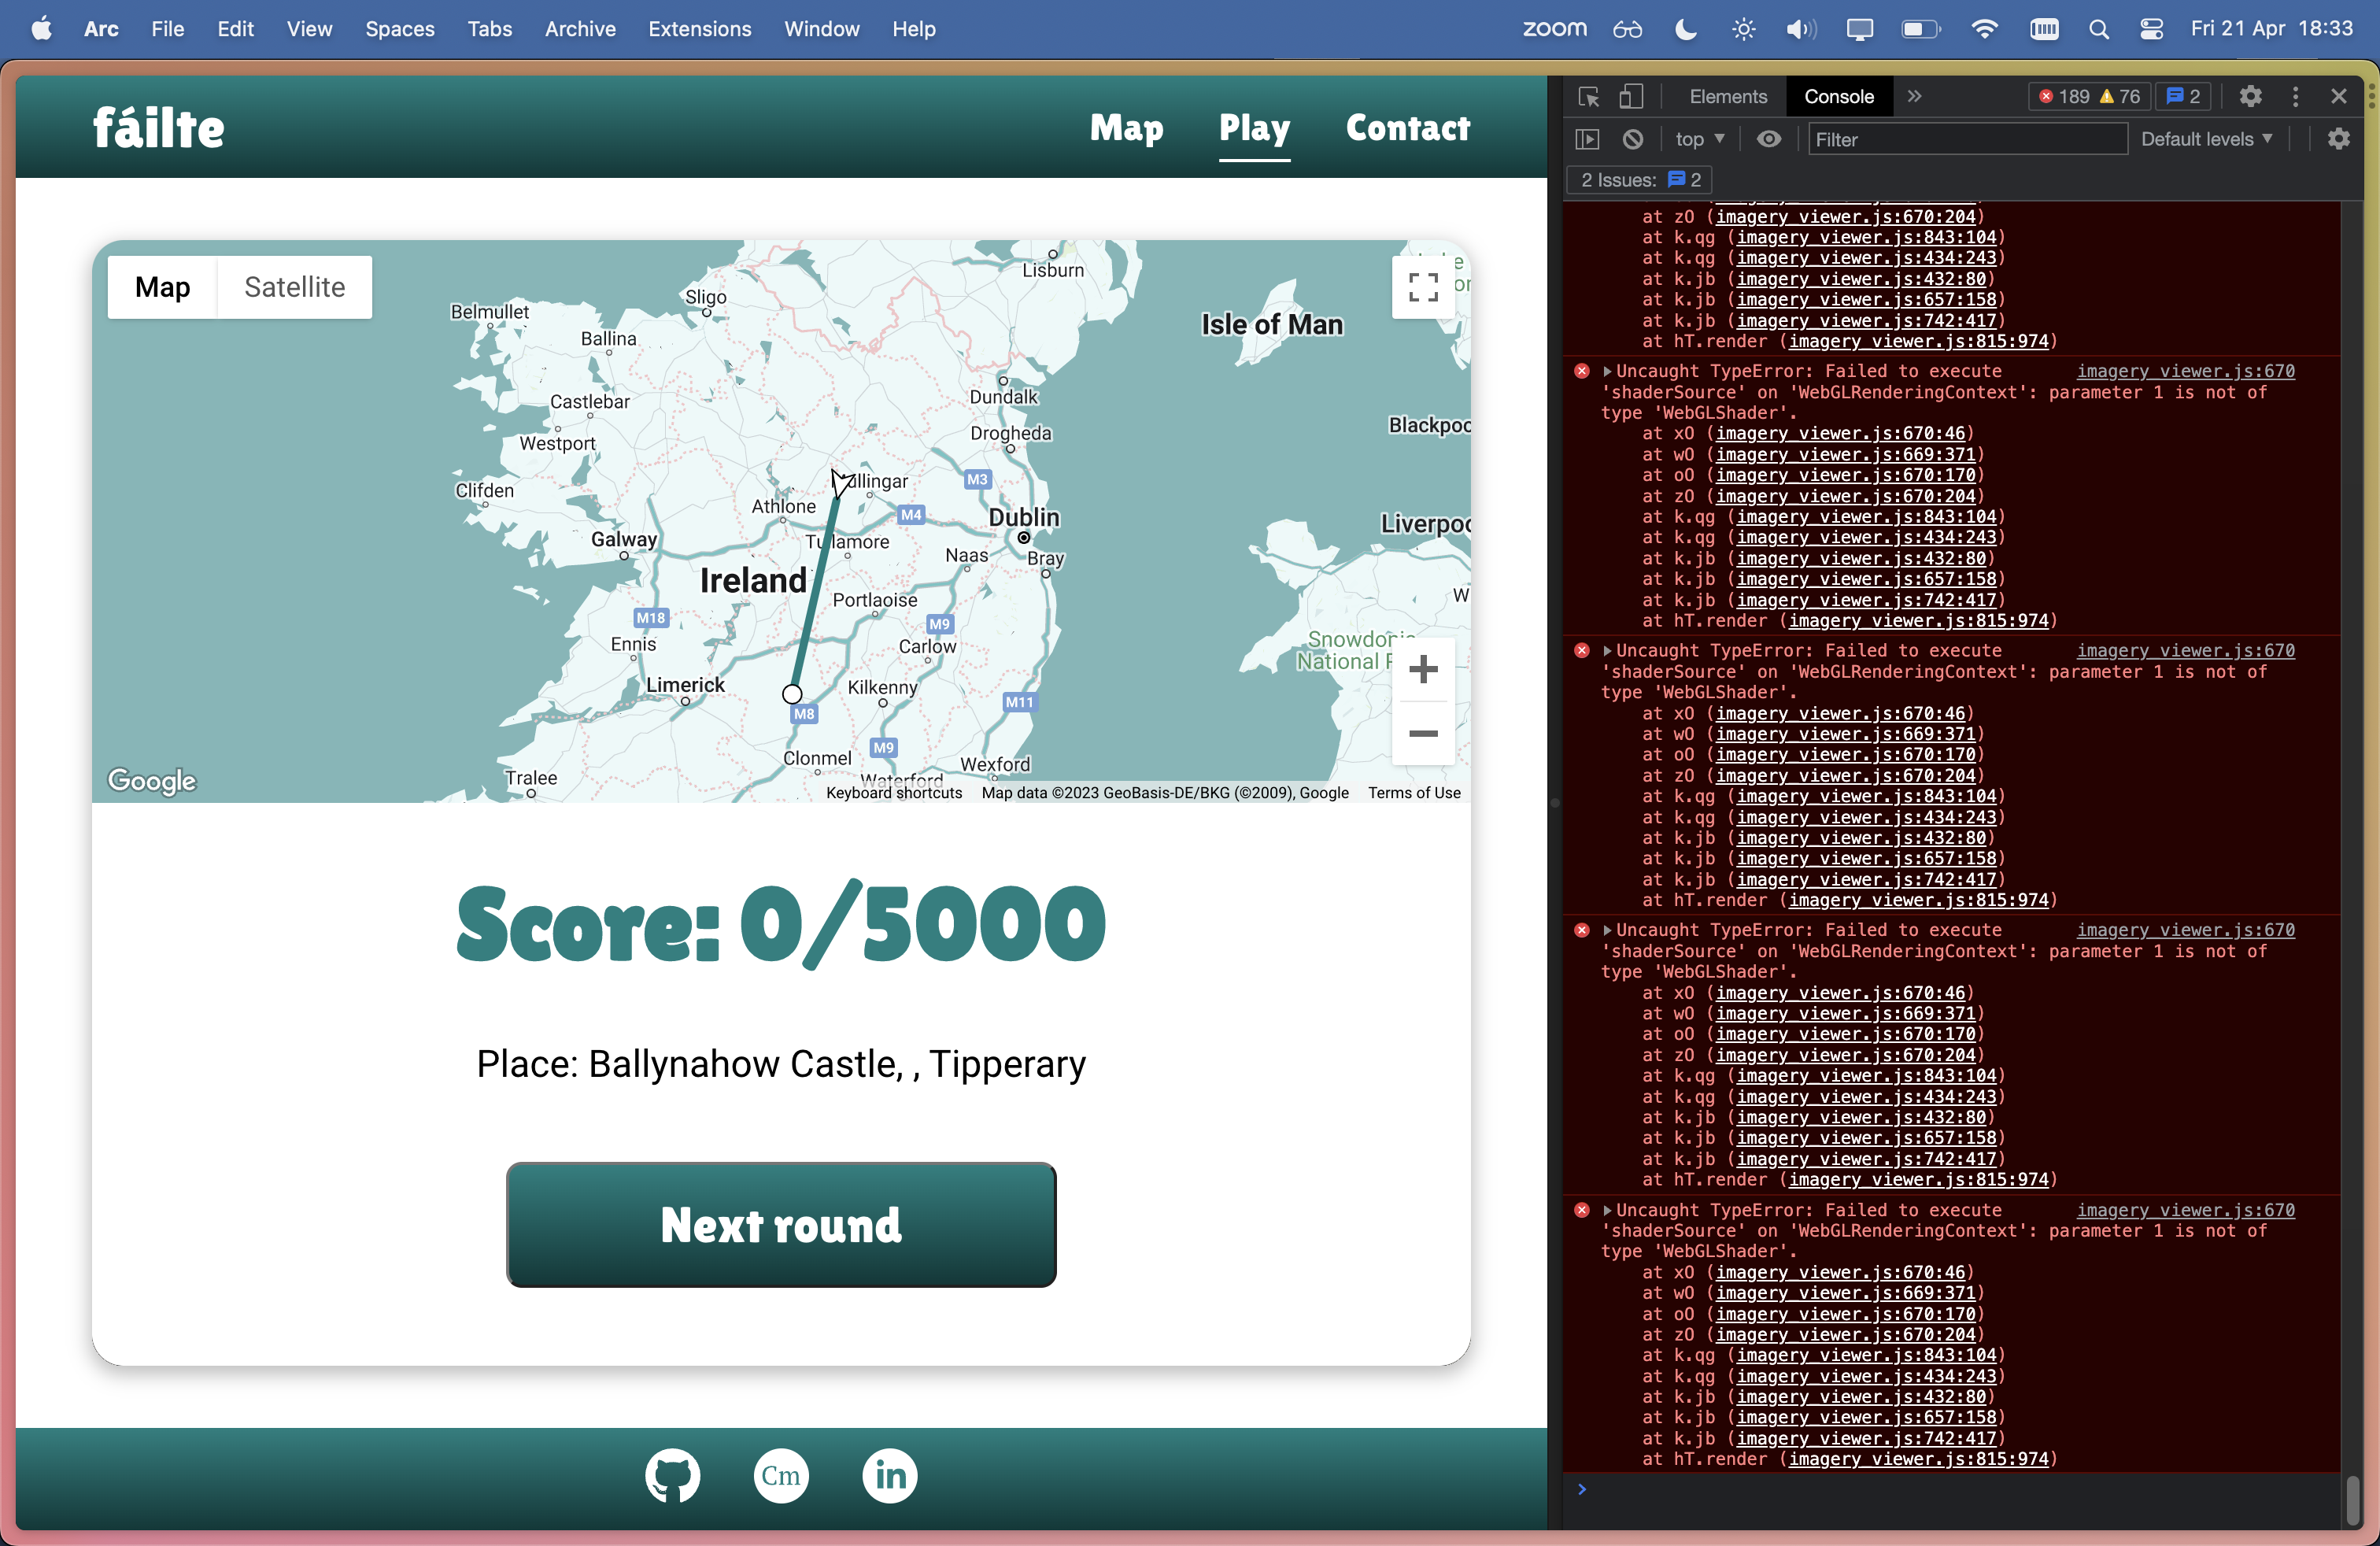 Arc File Edit View Spaces Tabs Archive Extensions Window Help zoom Fri 21 Apr 18:33
fáilte Map Play Contact
Map Satellite
Lisburn
Sligo
Belmullet
Isle of Man
Ballina
Dundalk
Castlebar
Blackpoo
Drogheda
Westport
M3
Clifden
Athlone
M4
Dublin
Liverpoo
Galway
Tullamore
Naas
Bray
Ireland
Portlaoise
W
M18
M9
Snowdonia
Ennis
Carlow
National P
Limerick
Kilkenny
M11
M8
M9
Clonmel
Wexford
Tralee
Waterford
Google
Keyboard shortcuts Map data ©2023 GeoBasis-DE/BKG (©2009), Google Terms of Use
Score: 0/5000
Place: Ballynahow Castle, , Tipperary
Next round
Cm in
Elements Console 189 76 2
top Filter Default levels
2 Issues: 2
at zO (imagery_viewer.js:670:204)
at k.qg (imagery_viewer.js:843:104)
at k.qg (imagery_viewer.js:434:243)
at k.jb (imagery_viewer.js:432:80)
at k.jb (imagery_viewer.js:657:158)
at k.jb (imagery_viewer.js:742:417)
at hT.render (imagery_viewer.js:815:974)
Uncaught TypeError: Failed to execute imagery_viewer.js:670
'shaderSource' on 'WebGLRenderingContext': parameter 1 is not of
type 'WebGLShader'.
at xO (imagery_viewer.js:670:46)
at wO (imagery_viewer.js:669:371)
at oO (imagery_viewer.js:670:170)
at zO (imagery_viewer.js:670:204)
at k.qg (imagery_viewer.js:843:104)
at k.qg (imagery_viewer.js:434:243)
at k.jb (imagery_viewer.js:432:80)
at k.jb (imagery_viewer.js:657:158)
at k.jb (imagery_viewer.js:742:417)
at hT.render (imagery_viewer.js:815:974)
Uncaught TypeError: Failed to execute imagery_viewer.js:670
'shaderSource' on 'WebGLRenderingContext': parameter 1 is not of
type 'WebGLShader'.
at xO (imagery_viewer.js:670:46)
at wO (imagery_viewer.js:669:371)
at oO (imagery_viewer.js:670:170)
at zO (imagery_viewer.js:670:204)
at k.qg (imagery_viewer.js:843:104)
at k.qg (imagery_viewer.js:434:243)
at k.jb (imagery_viewer.js:432:80)
at k.jb (imagery_viewer.js:657:158)
at k.jb (imagery_viewer.js:742:417)
at hT.render (imagery_viewer.js:815:974)
Uncaught TypeError: Failed to execute imagery_viewer.js:670
'shaderSource' on 'WebGLRenderingContext': parameter 1 is not of
type 'WebGLShader'.
at xO (imagery_viewer.js:670:46)
at wO (imagery_viewer.js:669:371)
at oO (imagery_viewer.js:670:170)
at zO (imagery_viewer.js:670:204)
at k.qg (imagery_viewer.js:843:104)
at k.qg (imagery_viewer.js:434:243)
at k.jb (imagery_viewer.js:432:80)
at k.jb (imagery_viewer.js:657:158)
at k.jb (imagery_viewer.js:742:417)
at hT.render (imagery_viewer.js:815:974)
Uncaught TypeError: Failed to execute imagery_viewer.js:670
'shaderSource' on 'WebGLRenderingContext': parameter 1 is not of
type 'WebGLShader'.
at xO (imagery_viewer.js:670:46)
at wO (imagery_viewer.js:669:371)
at oO (imagery_viewer.js:670:170)
at zO (imagery_viewer.js:670:204)
at k.qg (imagery_viewer.js:843:104)
at k.qg (imagery_viewer.js:434:243)
at k.jb (imagery_viewer.js:432:80)
at k.jb (imagery_viewer.js:657:158)
at k.jb (imagery_viewer.js:742:417)
at hT.render (imagery_viewer.js:815:974)